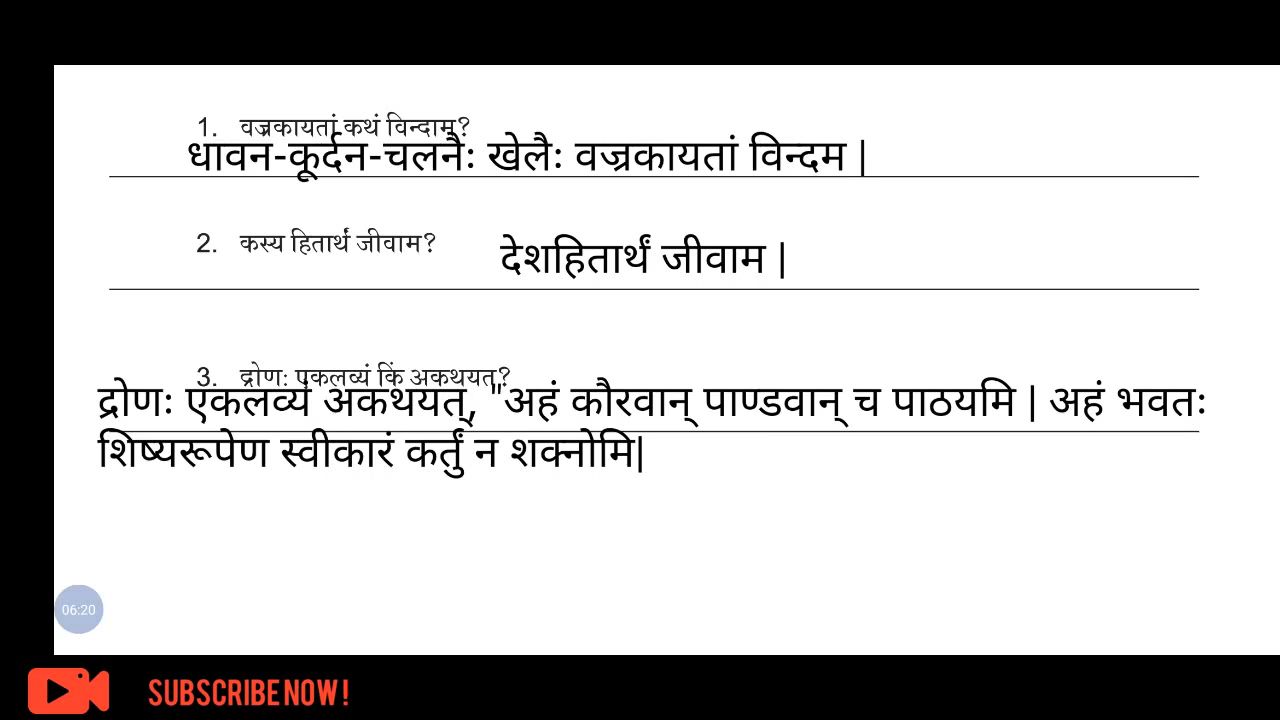 1. वज्रकायतां कथं विन्दाम?
धावन-कूर्दन-चलनैः खेलैः वज्रकायतां विन्दम |
2. कस्य हितार्थं जीवाम?
देशहितार्थं जीवाम |
3. द्रोणः एकलव्यं किं अकथयत्?
द्रोणः एकलव्यं अकथयत्, "अहं कौरवान् पाण्डवान् च पाठयमि | अहं भवतः
शिष्यरूपेण स्वीकारं कर्तुं न शक्नोमि|
06:20
SUBSCRIBE NOW!